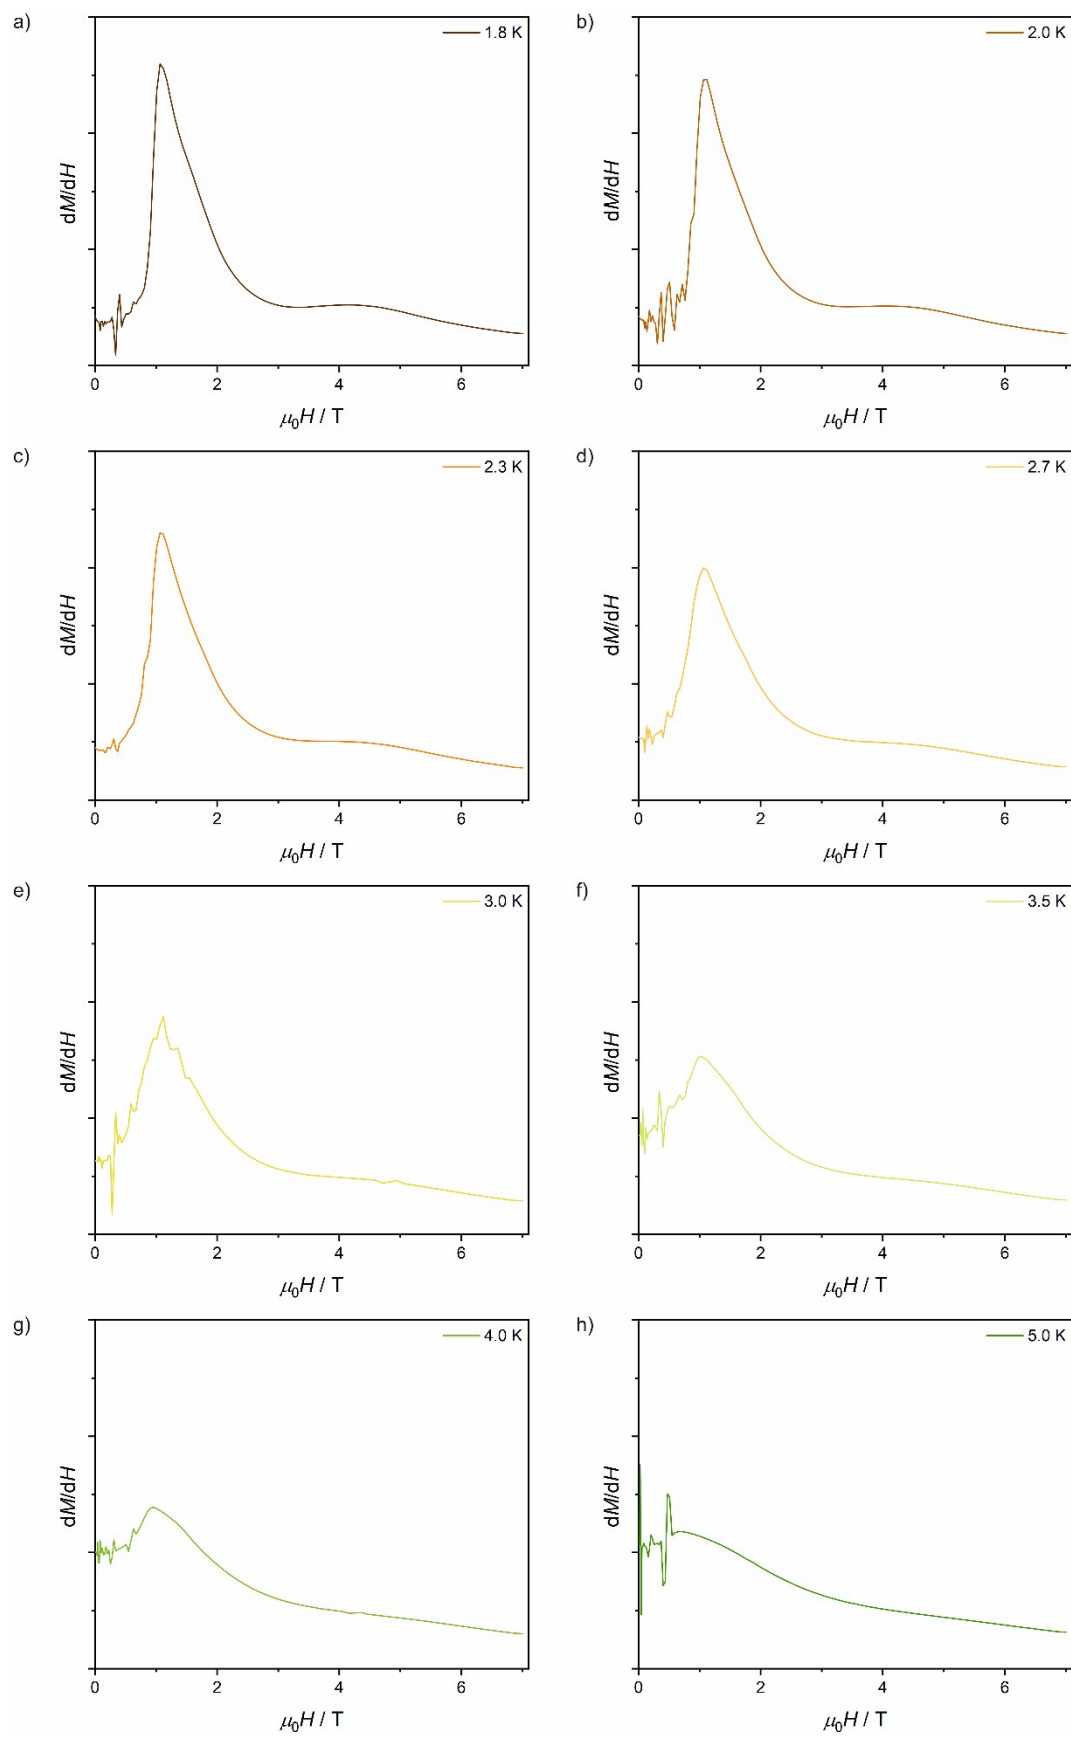 a)
1.8 K
dM/dH
0 2 4 6
μ₀H / T
b)
2.0 K
dM/dH
0 2 4 6
μ₀H / T
c)
2.3 K
dM/dH
0 2 4 6
μ₀H / T
d)
2.7 K
dM/dH
0 2 4 6
μ₀H / T
e)
3.0 K
dM/dH
0 2 4 6
μ₀H / T
f)
3.5 K
dM/dH
0 2 4 6
μ₀H / T
g)
4.0 K
dM/dH
0 2 4 6
μ₀H / T
h)
5.0 K
dM/dH
0 2 4 6
μ₀H / T